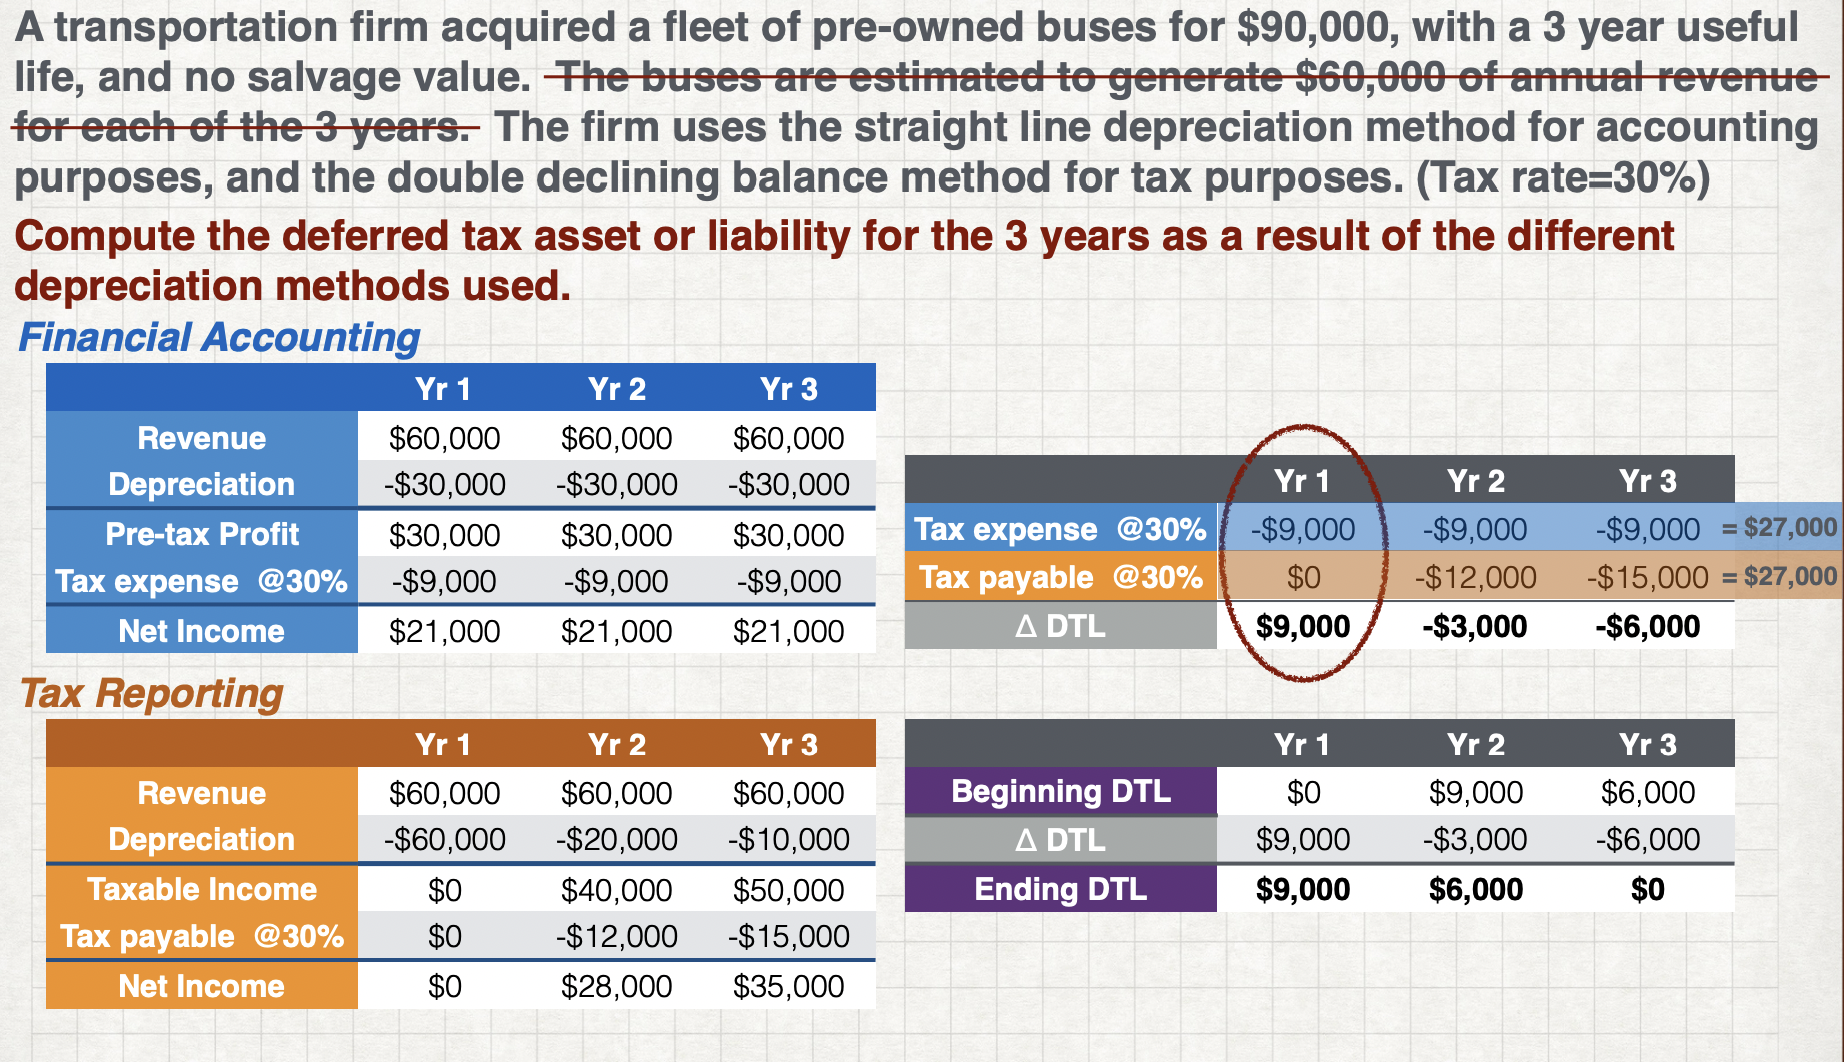 A transportation firm acquired a fleet of pre-owned buses for $90,000, with a 3 year useful
life, and no salvage value. The buses are estimated to generate $60,000 of annual revenue
for each of the 3 years. The firm uses the straight line depreciation method for accounting
purposes, and the double declining balance method for tax purposes. (Tax rate=30%)
Compute the deferred tax asset or liability for the 3 years as a result of the different
depreciation methods used.
Financial Accounting
Yr 1 Yr 2 Yr 3
Revenue $60,000 $60,000 $60,000
Depreciation -$30,000 -$30,000 -$30,000
Pre-tax Profit $30,000 $30,000 $30,000
Tax expense @30% -$9,000 -$9,000 -$9,000
Net Income $21,000 $21,000 $21,000
Yr 1 Yr 2 Yr 3
Tax expense @30% -$9,000 -$9,000 -$9,000 = $27,000
Tax payable @30% $0 -$12,000 -$15,000 = $27,000
Δ DTL $9,000 -$3,000 -$6,000
Tax Reporting
Yr 1 Yr 2 Yr 3
Revenue $60,000 $60,000 $60,000
Depreciation -$60,000 -$20,000 -$10,000
Taxable Income $0 $40,000 $50,000
Tax payable @30% $0 -$12,000 -$15,000
Net Income $0 $28,000 $35,000
Yr 1 Yr 2 Yr 3
Beginning DTL $0 $9,000 $6,000
Δ DTL $9,000 -$3,000 -$6,000
Ending DTL $9,000 $6,000 $0